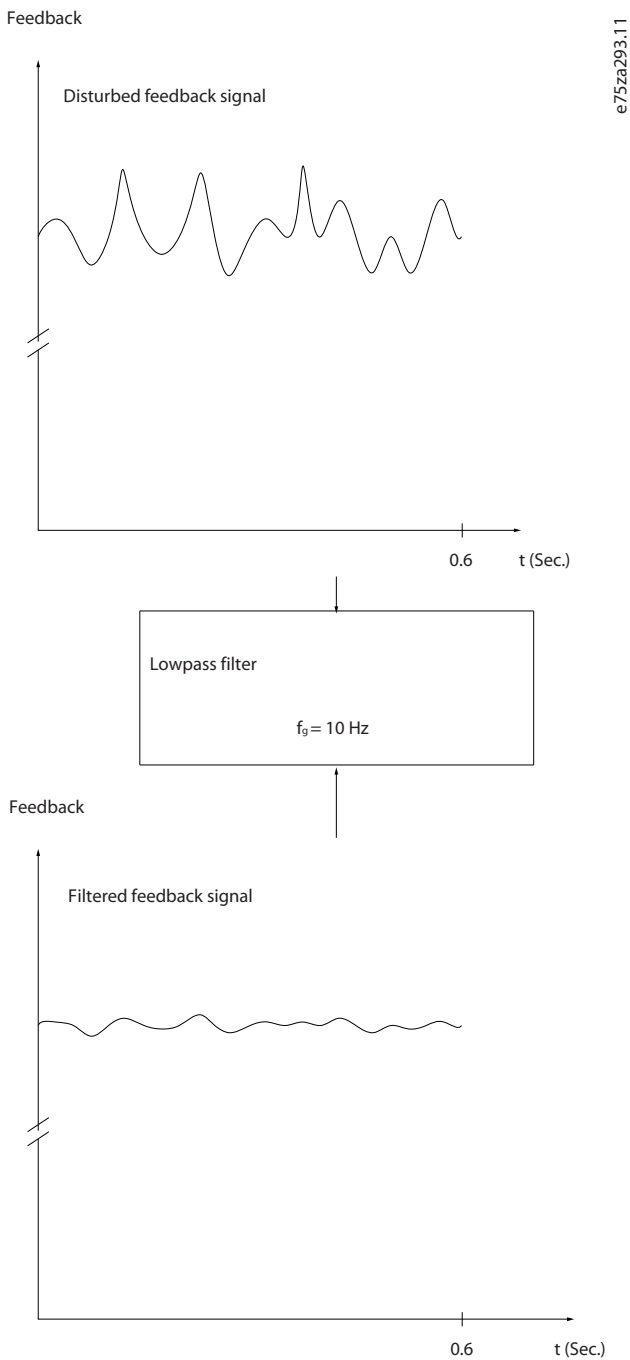 Feedback
e75za293.11
Disturbed feedback signal
0.6
t (Sec.)
Lowpass filter
fg = 10 Hz
Feedback
Filtered feedback signal
0.6
t (Sec.)